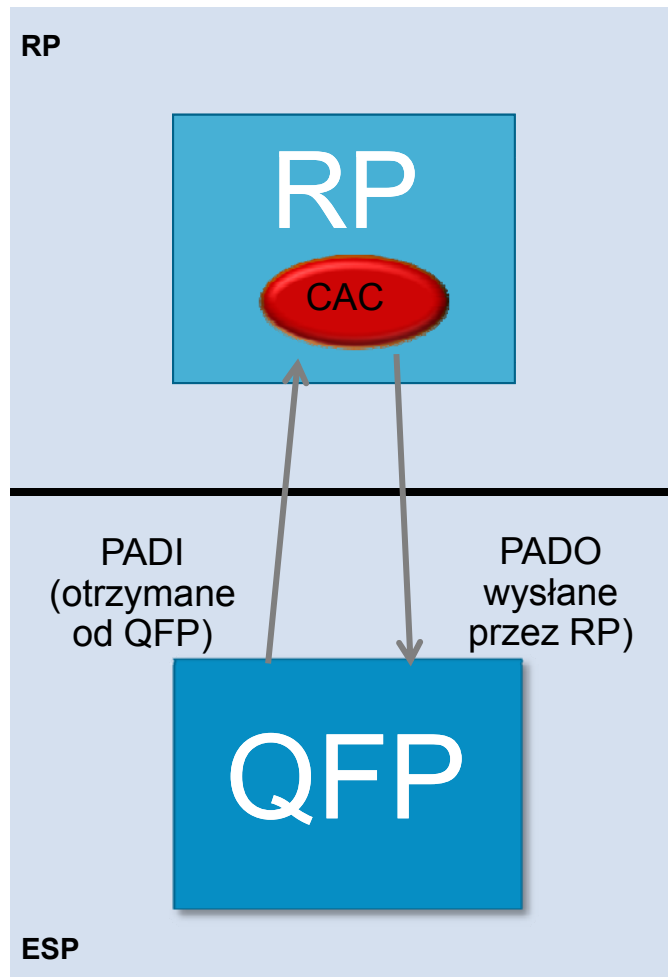 RP
RP
CAC
PADI
(otrzymane
od QFP)
PADO
wysłane
przez RP)
QFP
ESP